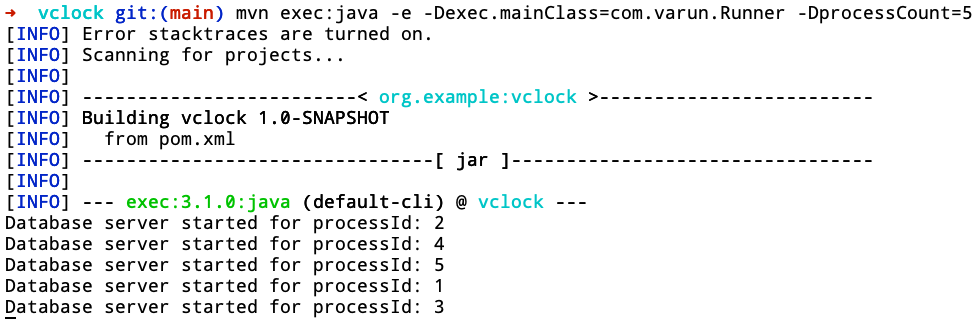 ➜  vclock git:(main) mvn exec:java -e -Dexec.mainClass=com.varun.Runner -DprocessCount=5
[INFO] Error stacktraces are turned on.
[INFO] Scanning for projects...
[INFO]
[INFO] -------------------------< org.example:vclock >-------------------------
[INFO] Building vclock 1.0-SNAPSHOT
[INFO]   from pom.xml
[INFO] --------------------------------[ jar ]---------------------------------
[INFO]
[INFO] --- exec:3.1.0:java (default-cli) @ vclock ---
Database server started for processId: 2
Database server started for processId: 4
Database server started for processId: 5
Database server started for processId: 1
Database server started for processId: 3